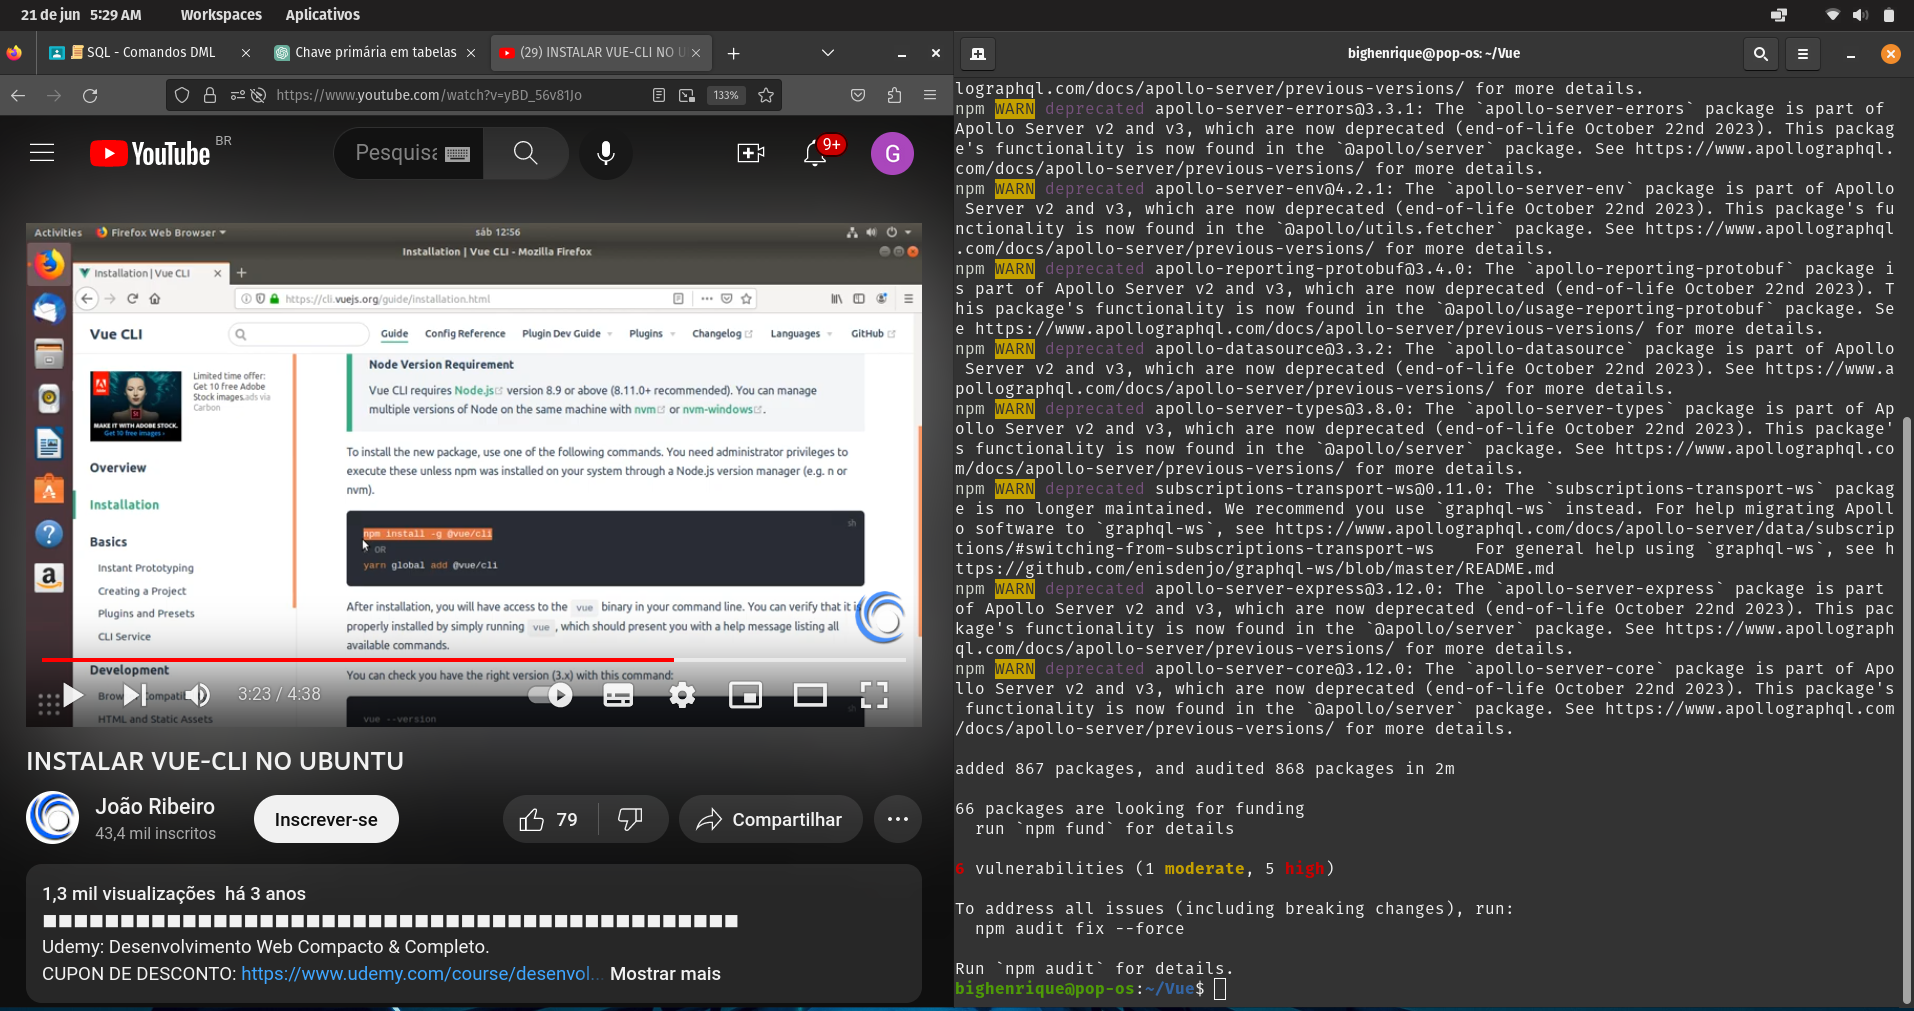 21 de jun 5:29 AM Workspaces Aplicativos
SQL - Comandos DML
Chave primária em tabelas
(29) INSTALAR VUE-CLI NO U
https://www.youtube.com/watch?v=yBD_56v81Jo
133%
YouTube BR
Pesquisa
9+
G
Activities Firefox Web Browser sáb 12:56
Installation | Vue CLI - Mozilla Firefox
Installation | Vue CLI
https://cli.vuejs.org/guide/installation.html
Vue CLI
Guide Config Reference Plugin Dev Guide Plugins Changelog Languages GitHub
Limited time offer: Get 10 free Adobe Stock images. ads via Carbon
MAKE IT WITH ADOBE STOCK.
Get 10 free images ›
Overview
Installation
Basics
Instant Prototyping
Creating a Project
Plugins and Presets
CLI Service
Development
HTML and Static Assets
Node Version Requirement
Vue CLI requires Node.js version 8.9 or above (8.11.0+ recommended). You can manage
multiple versions of Node on the same machine with nvm or nvm-windows.
To install the new package, use one of the following commands. You need administrator privileges to
execute these unless npm was installed on your system through a Node.js version manager (e.g. n or
nvm).
sh
npm install -g @vue/cli
OR
yarn global add @vue/cli
After installation, you will have access to the vue binary in your command line. You can verify that it is
properly installed by simply running vue, which should present you with a help message listing all
available commands.
You can check you have the right version (3.x) with this command:
sh
vue --version
3:23 / 4:38
INSTALAR VUE-CLI NO UBUNTU
João Ribeiro
43,4 mil inscritos
Inscrever-se
79
Compartilhar
1,3 mil visualizações há 3 anos
Udemy: Desenvolvimento Web Compacto & Completo.
CUPON DE DESCONTO: https://www.udemy.com/course/desenvol... Mostrar mais
bighenrique@pop-os: ~/Vue
lographql.com/docs/apollo-server/previous-versions/ for more details.
npm WARN deprecated apollo-server-errors@3.3.1: The `apollo-server-errors` package is part of
Apollo Server v2 and v3, which are now deprecated (end-of-life October 22nd 2023). This packag
e's functionality is now found in the `@apollo/server` package. See https://www.apollographql.
com/docs/apollo-server/previous-versions/ for more details.
npm WARN deprecated apollo-server-env@4.2.1: The `apollo-server-env` package is part of Apollo
Server v2 and v3, which are now deprecated (end-of-life October 22nd 2023). This package's fu
nctionality is now found in the `@apollo/utils.fetcher` package. See https://www.apollographql
.com/docs/apollo-server/previous-versions/ for more details.
npm WARN deprecated apollo-reporting-protobuf@3.4.0: The `apollo-reporting-protobuf` package i
s part of Apollo Server v2 and v3, which are now deprecated (end-of-life October 22nd 2023). T
his package's functionality is now found in the `@apollo/usage-reporting-protobuf` package. Se
e https://www.apollographql.com/docs/apollo-server/previous-versions/ for more details.
npm WARN deprecated apollo-datasource@3.3.2: The `apollo-datasource` package is part of Apollo
Server v2 and v3, which are now deprecated (end-of-life October 22nd 2023). See https://www.a
pollographql.com/docs/apollo-server/previous-versions/ for more details.
npm WARN deprecated apollo-server-types@3.8.0: The `apollo-server-types` package is part of Ap
ollo Server v2 and v3, which are now deprecated (end-of-life October 22nd 2023). This package'
s functionality is now found in the `@apollo/server` package. See https://www.apollographql.co
m/docs/apollo-server/previous-versions/ for more details.
npm WARN deprecated subscriptions-transport-ws@0.11.0: The `subscriptions-transport-ws` packag
e is no longer maintained. We recommend you use `graphql-ws` instead. For help migrating Apoll
o software to `graphql-ws`, see https://www.apollographql.com/docs/apollo-server/data/subscrip
tions/#switching-from-subscriptions-transport-ws For general help using `graphql-ws`, see h
ttps://github.com/enisdenjo/graphql-ws/blob/master/README.md
npm WARN deprecated apollo-server-express@3.12.0: The `apollo-server-express` package is part
of Apollo Server v2 and v3, which are now deprecated (end-of-life October 22nd 2023). This pac
kage's functionality is now found in the `@apollo/server` package. See https://www.apollograph
ql.com/docs/apollo-server/previous-versions/ for more details.
npm WARN deprecated apollo-server-core@3.12.0: The `apollo-server-core` package is part of Apo
llo Server v2 and v3, which are now deprecated (end-of-life October 22nd 2023). This package's
functionality is now found in the `@apollo/server` package. See https://www.apollographql.com
/docs/apollo-server/previous-versions/ for more details.
added 867 packages, and audited 868 packages in 2m
66 packages are looking for funding
run `npm fund` for details
6 vulnerabilities (1 moderate, 5 high)
To address all issues (including breaking changes), run:
npm audit fix --force
Run `npm audit` for details.
bighenrique@pop-os:~/Vue$